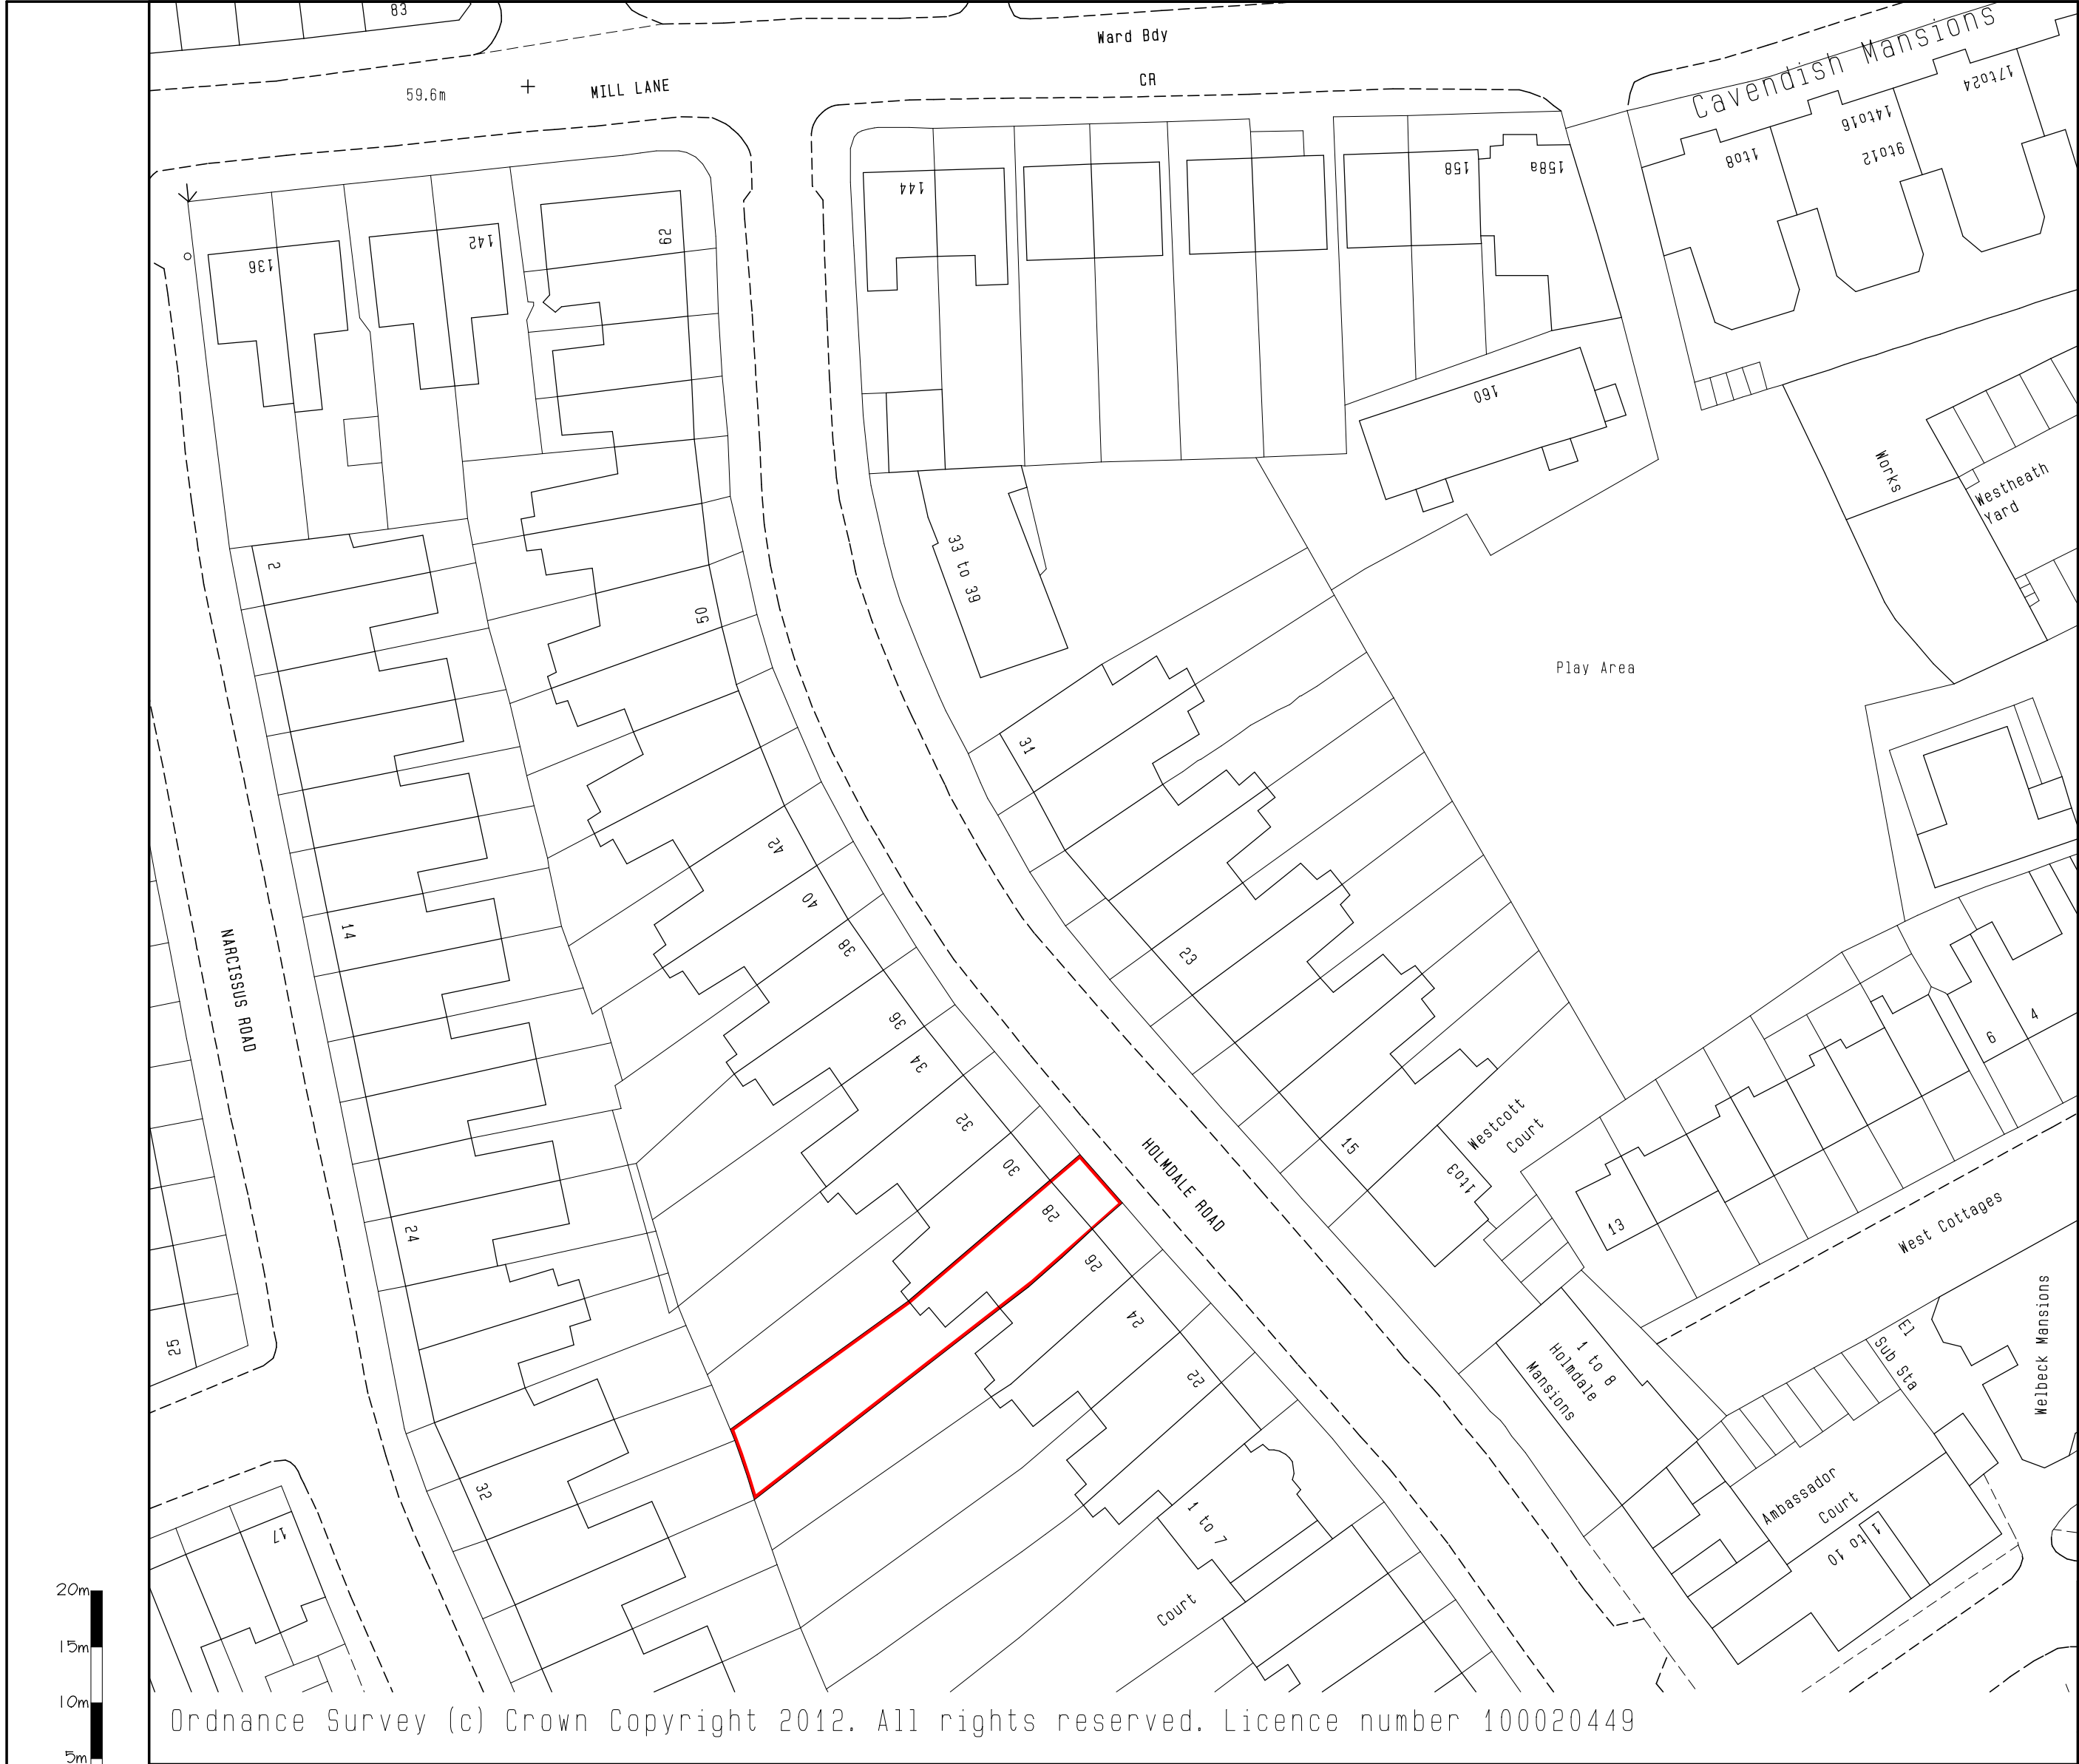 83
Ward Bdy
Cavendish Mansions
59.6m
MILL LANE
CR
17to24
14to16
9to12
1to8
158
158a
144
136
142
62
160
Works
Westheath
Yard
2
33 to 39
50
Play Area
31
42
40
38
36
34
32
30
28
26
24
22
14
NARCISSUS ROAD
23
15
Westcott
Court
1to3
6
4
13
HOLMDALE ROAD
West Cottages
24
52
32
17
1 to 8
Holmdale
Mansions
El
Sub Sta
Welbeck Mansions
Ambassador
Court
1 to 10
1 to 7
Court
20m
15m
10m
5m
Ordnance Survey (c) Crown Copyright 2012. All rights reserved. Licence number 100020449